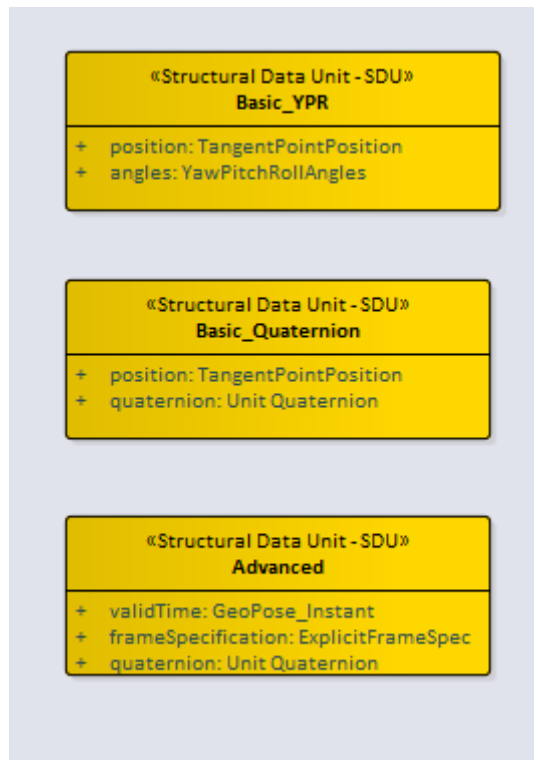 «Structural Data Unit - SDU»
Basic_YPR
+ position: TangentPointPosition
+ angles: YawPitchRollAngles
«Structural Data Unit - SDU»
Basic_Quaternion
+ position: TangentPointPosition
+ quaternion: Unit Quaternion
«Structural Data Unit - SDU»
Advanced
+ validTime: GeoPose_Instant
+ frameSpecification: ExplicitFrameSpec
+ quaternion: Unit Quaternion